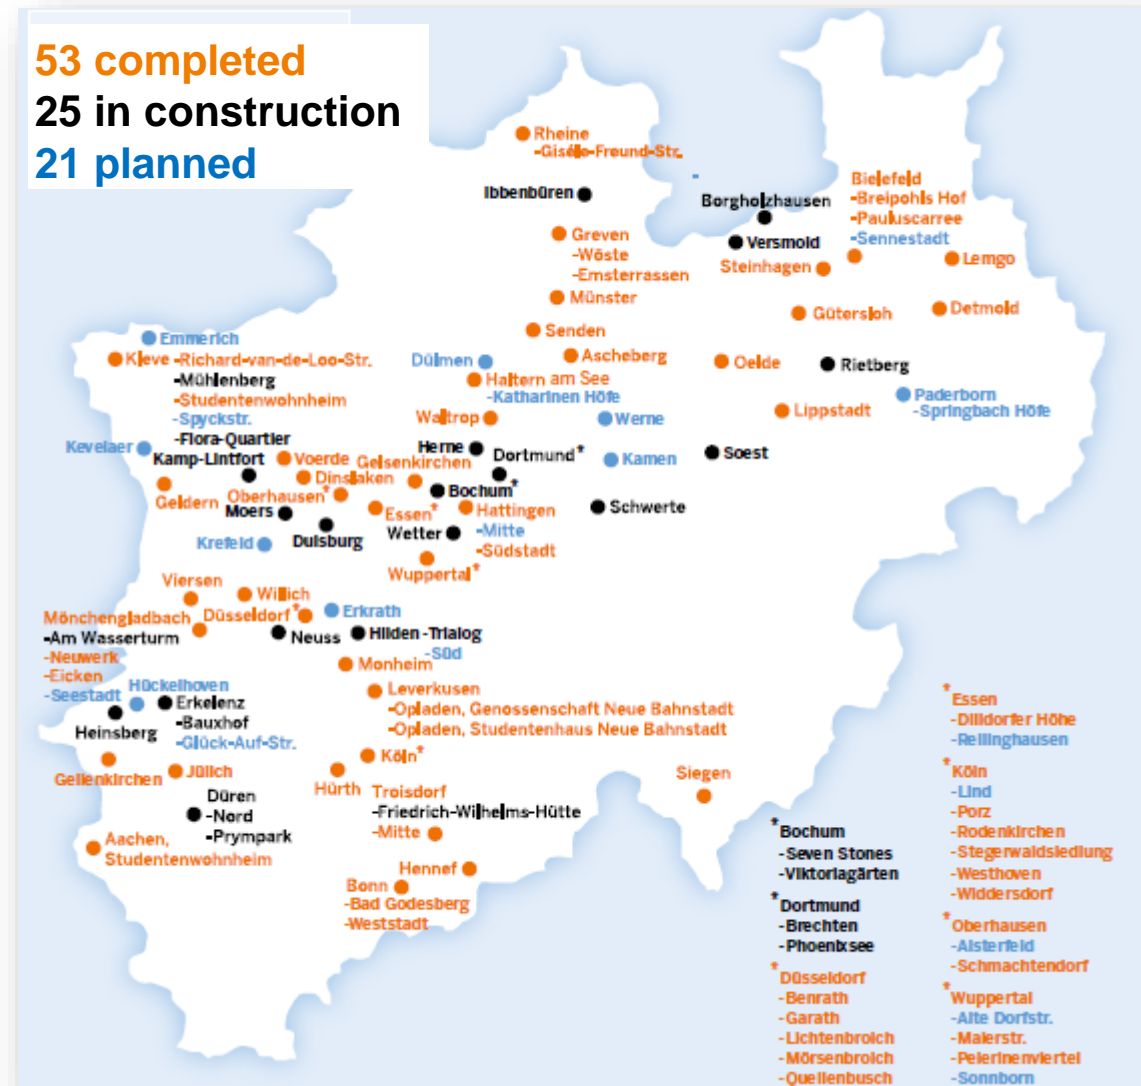 53 completed
25 in construction
21 planned
Rheine
-Gisèle-Freund-Str.
-
Ibbenbüren
Borgholzhausen
Versmold
Bielefeld
-Breipohls Hof
-Pauluscarree
-Sennestadt
Steinhagen
Lemgo
Greven
-Wöste
-Emsterrassen
Münster
Gütersloh
Detmold
Senden
Ascheberg
Oelde
Rietberg
Emmerich
Kleve -Richard-van-de-Loo-Str.
-Mühlenberg
-Studentenwohnheim
-Spyckstr.
-Flora-Quartier
Dülmen
Haltern am See
-Katharinen Höfe
Waltrop
Werne
Lippstadt
Paderborn
-Springbach Höfe
Kevelaer
Kamp-Lintfort
Voerde
Gelsenkirchen
Herne
Dortmund*
Kamen
Soest
Geldern
Dinslaken
Oberhausen*
Bochum*
Moers
Essen*
Hattingen
-Mitte
-Südstadt
Schwerte
Krefeld
Duisburg
Wetter
Wuppertal*
Viersen
Willich
Mönchengladbach
-Am Wasserturm
-Neuwerk
-Eicken
-Seestadt
Düsseldorf*
Erkrath
Neuss
Hilden -Trialog
-Süd
Monheim
Hückelhoven
Heinsberg
Erkelenz
-Bauxhof
-Glück-Auf-Str.
Leverkusen
-Opladen, Genossenschaft Neue Bahnstadt
-Opladen, Studentenhaus Neue Bahnstadt
Köln*
Geilenkirchen
Jülich
Hürth
Troisdorf
-Friedrich-Wilhelms-Hütte
-Mitte
Siegen
Düren
-Nord
-Prympark
Aachen,
Studentenwohnheim
Hennef
Bonn
-Bad Godesberg
-Weststadt
*Bochum
-Seven Stones
-Viktoriagärten
*Dortmund
-Brechten
-Phoenixsee
*Düsseldorf
-Benrath
-Garath
-Lichtenbroich
-Mörsenbroich
-Quellenbusch
*Essen
-Dilldorfer Höhe
-Rellinghausen
*Köln
-Lind
-Porz
-Rodenkirchen
-Stegerwaldsiedlung
-Westhoven
-Widdersdorf
*Oberhausen
-Alsterfeld
-Schmachtendorf
*Wuppertal
-Alte Dorfstr.
-Malerstr.
-Pelerinenviertel
-Sonnborn